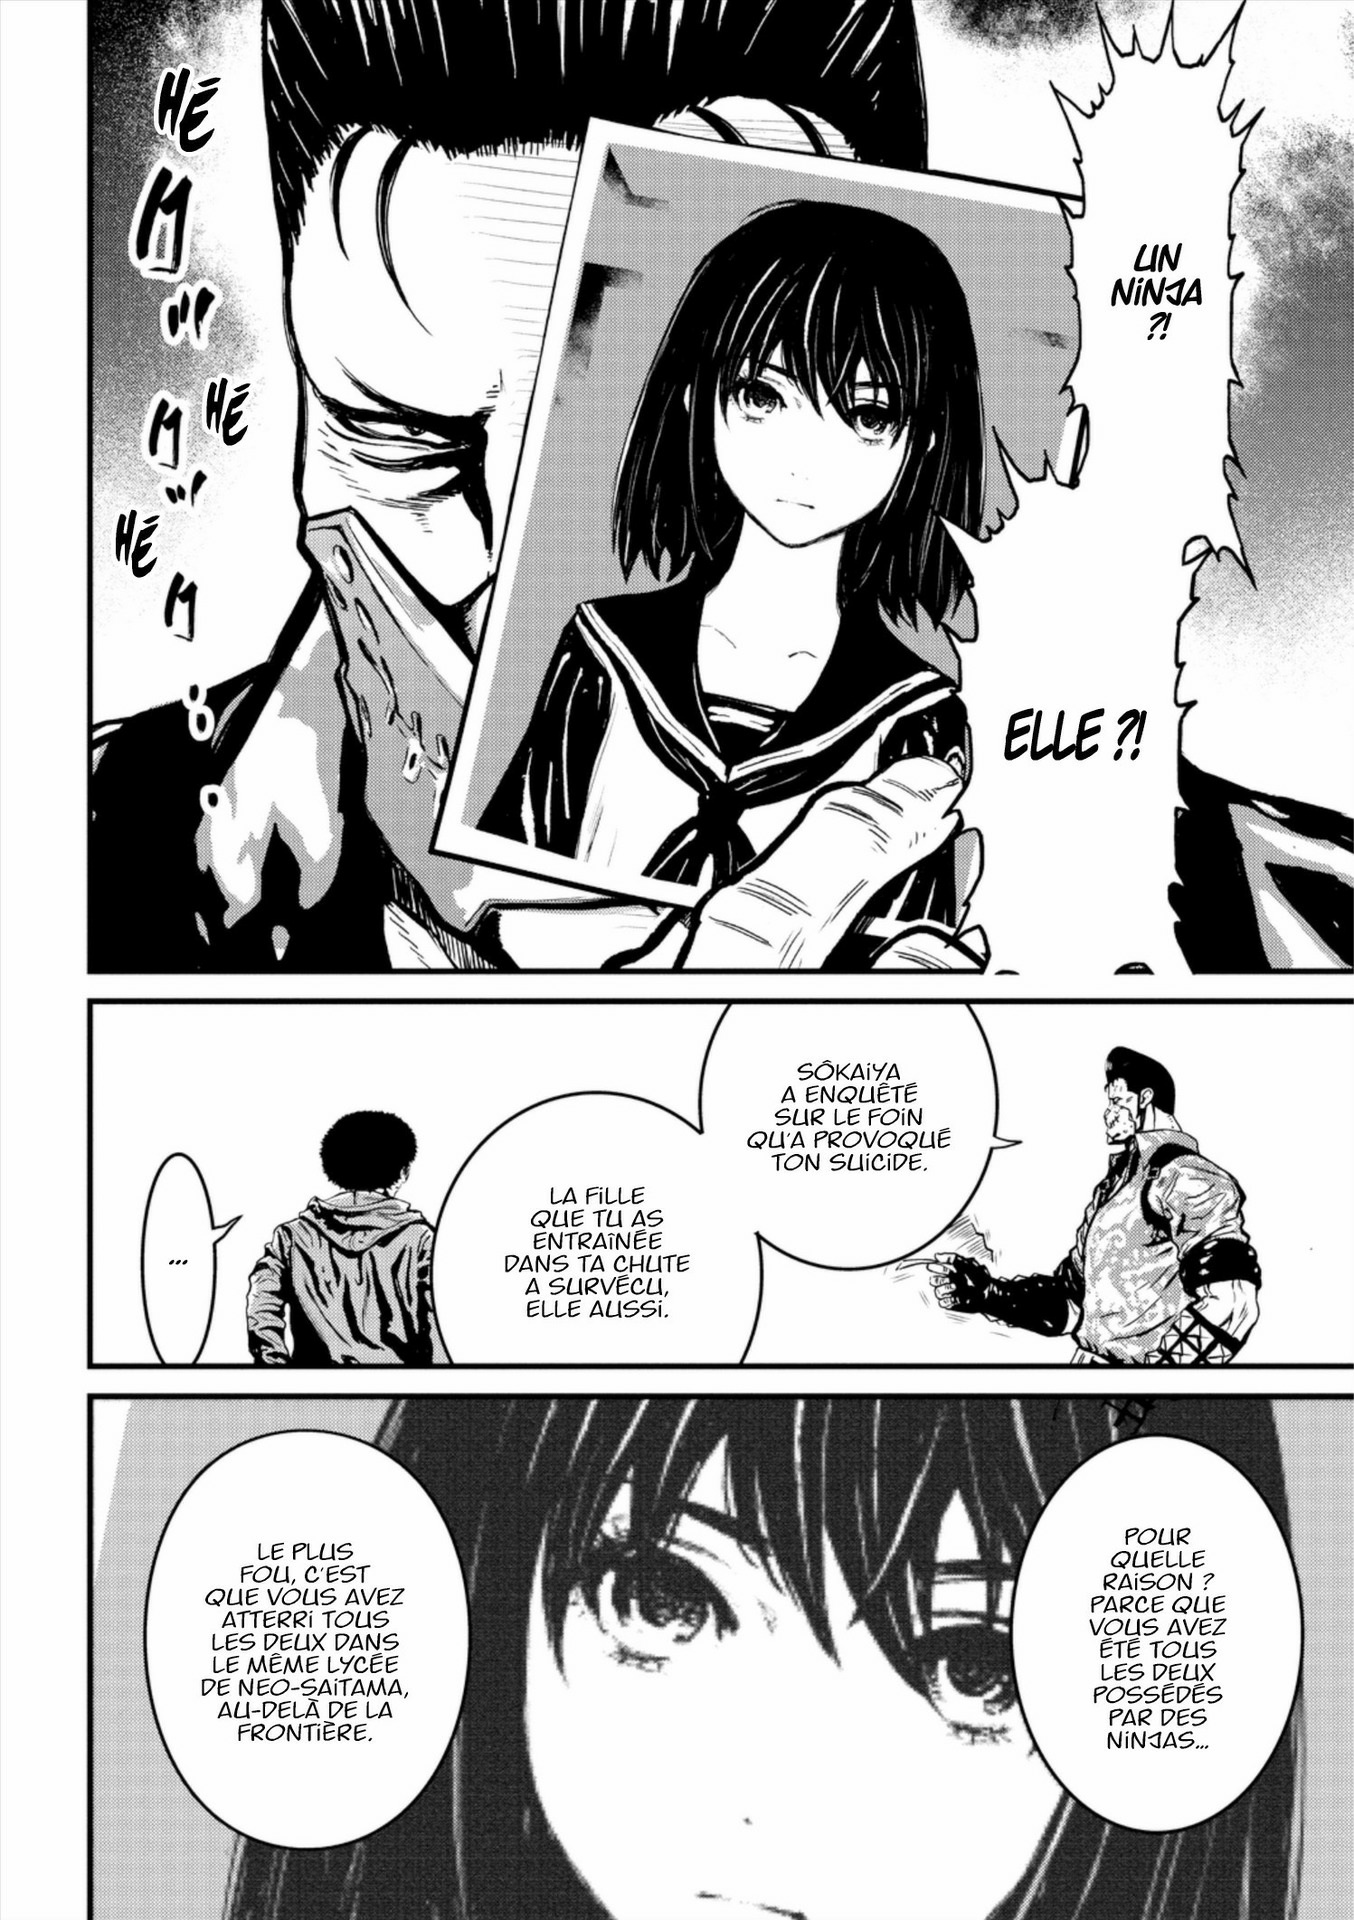 UN
NINJA
?!
ELLE ?!
HÉ
HÉ
HÉ
SÔKAIYA
A ENQUÊTÉ
SUR LE FOIN
QU'A PROVOQUÉ
TON SUICIDE.
LA FILLE
QUE TU AS
ENTRAÎNÉE
DANS TA CHUTE
A SURVÉCU,
ELLE AUSSI.
...
POUR
QUELLE
RAISON ?
PARCE QUE
VOUS AVEZ
ÉTÉ TOUS
LES DEUX
POSSÉDÉS
PAR DES
NINJAS...
LE PLUS
FOU, C'EST
QUE VOUS AVEZ
ATTERRI TOUS
LES DEUX DANS
LE MÊME LYCÉE
DE NEO-SAITAMA,
AU-DELÀ DE LA
FRONTIÈRE.